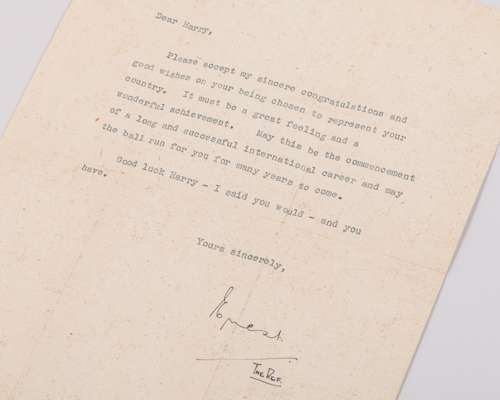 Dear Harry,
Please accept my sincere congratulations and
good wishes on your being chosen to represent your
country. It must be a great feeling and a
wonderful achievement. May this be the commencement
of a long and successful international career and may
the ball run for you for many years to come.
Good luck Harry - I said you would - and you
have.
Yours sincerely,
Ernest.
The Ref.